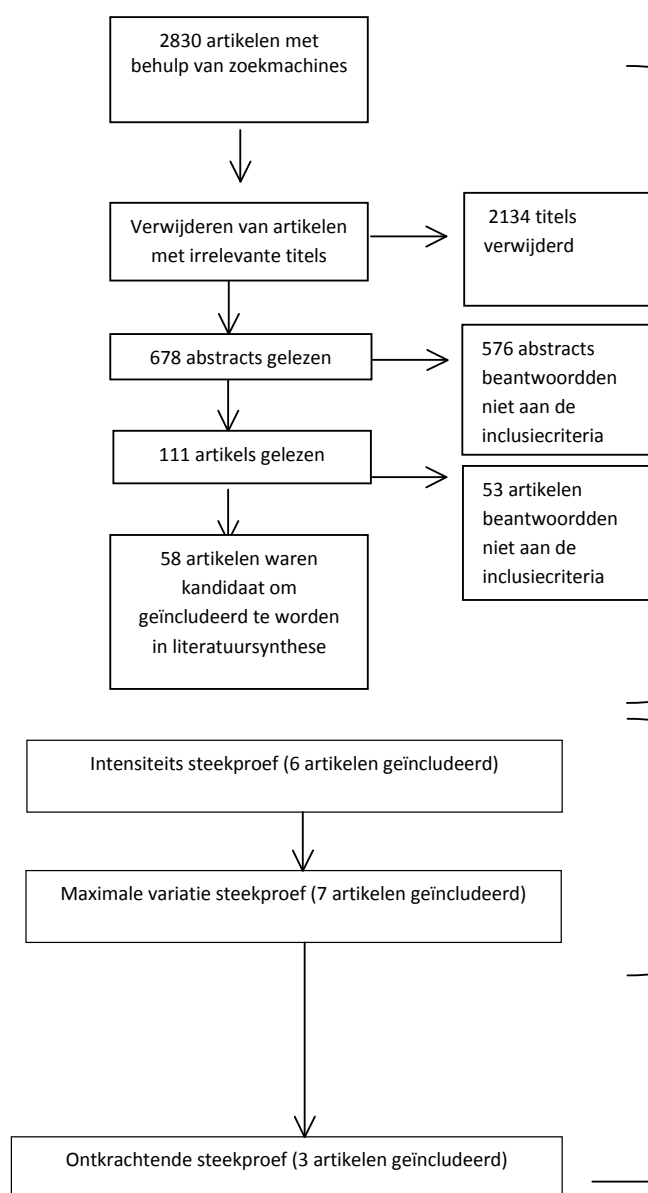 2830 artikelen met
behulp van zoekmachines
Verwijderen van artikelen
met irrelevante titels
2134 titels
verwijderd
678 abstracts gelezen
576 abstracts
beantwoordden
niet aan de
inclusiecriteria
111 artikels gelezen
53 artikelen
beantwoordden
niet aan de
inclusiecriteria
58 artikelen waren
kandidaat om
geïncludeerd te worden
in literatuursynthese
Intensiteits steekproef (6 artikelen geïncludeerd)
Maximale variatie steekproef (7 artikelen geïncludeerd)
Ontkrachtende steekproef (3 artikelen geïncludeerd)